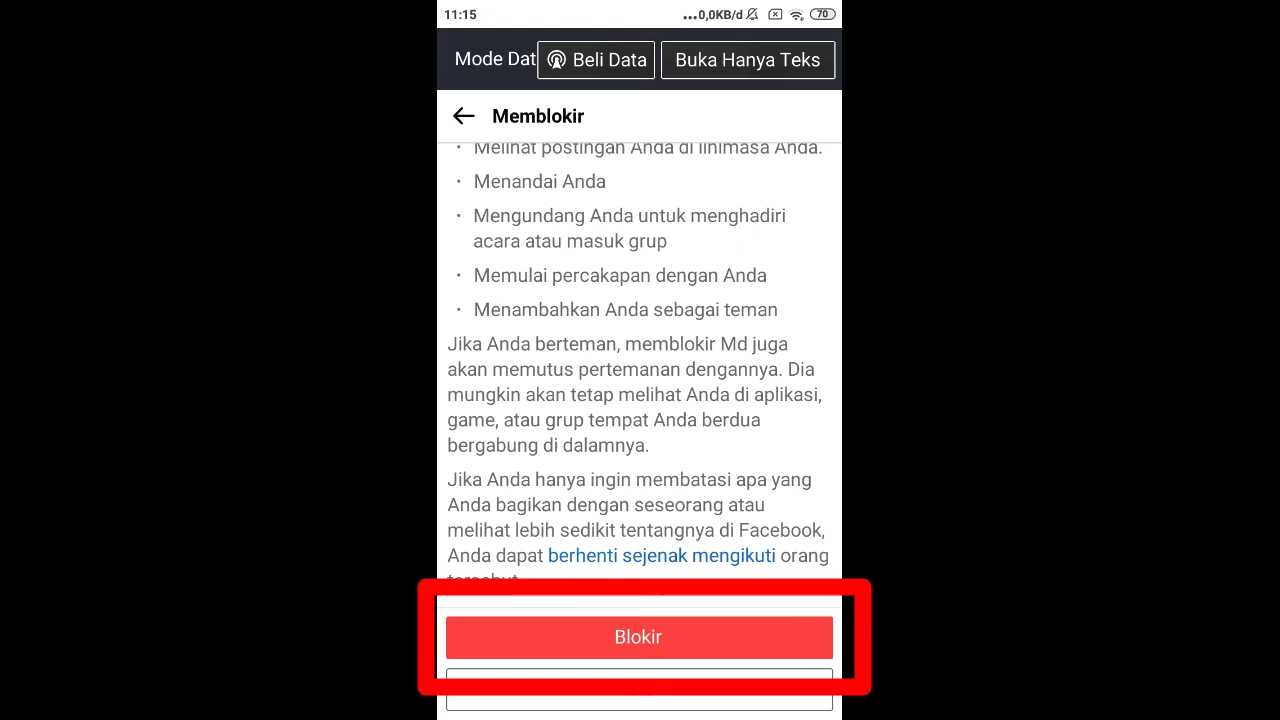 11:15
...0,0KB/d
70
Mode Dat
Beli Data
Buka Hanya Teks
Memblokir
• Melihat postingan Anda di linimasa Anda.
• Menandai Anda
• Mengundang Anda untuk menghadiri
acara atau masuk grup
• Memulai percakapan dengan Anda
• Menambahkan Anda sebagai teman
Jika Anda berteman, memblokir Md juga
akan memutus pertemanan dengannya. Dia
mungkin akan tetap melihat Anda di aplikasi,
game, atau grup tempat Anda berdua
bergabung di dalamnya.
Jika Anda hanya ingin membatasi apa yang
Anda bagikan dengan seseorang atau
melihat lebih sedikit tentangnya di Facebook,
Anda dapat berhenti sejenak mengikuti orang
tersebut.
Blokir